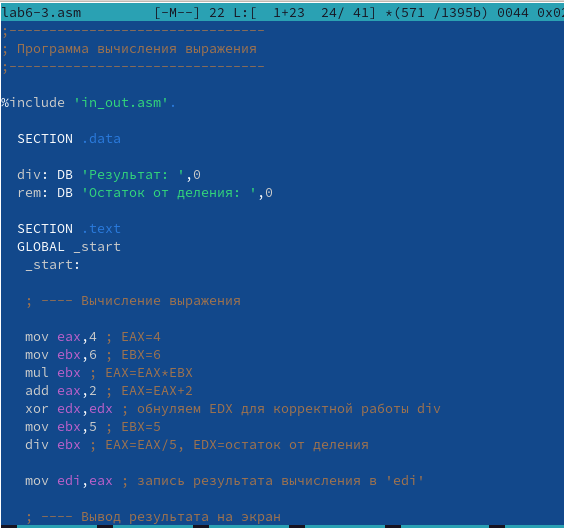 lab6-3.asm         [-M--] 22 L:[  1+23  24/ 41] *(571 /1395b) 0044 0x02
;--------------------------------
; Программа вычисления выражения
;--------------------------------
%include 'in_out.asm'.
SECTION .data
div: DB 'Результат: ',0
rem: DB 'Остаток от деления: ',0
SECTION .text
GLOBAL _start
_start:
; ---- Вычисление выражения
mov eax,4 ; EAX=4
mov ebx,6 ; EBX=6
mul ebx ; EAX=EAX*EBX
add eax,2 ; EAX=EAX+2
xor edx,edx ; обнуляем EDX для корректной работы div
mov ebx,5 ; EBX=5
div ebx ; EAX=EAX/5, EDX=остаток от деления
mov edi,eax ; запись результата вычисления в 'edi'
; ---- Вывод результата на экран